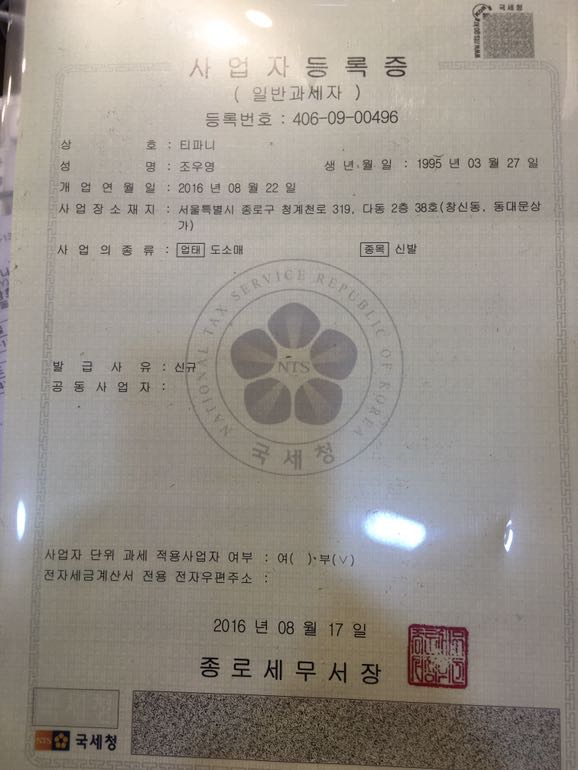 국세청
사업자등록증
( 일반과세자 )
등록번호 : 406-09-00496
상 호 : 티파니
성 명 : 조우영 생 년 월 일 : 1995 년 03 월 27 일
개 업 연 월 일 : 2016 년 08 월 22 일
사 업 장 소 재 지 : 서울특별시 종로구 청계천로 319, 다동 2층 38호(창신동, 동대문상
가)
사 업 의 종 류 : 업태 도소매 종목 신발
NATIONAL TAX SERVICE REPUBLIC OF KOREA
NTS
국세청
발 급 사 유 : 신규
공 동 사 업 자 :
사업자 단위 과세 적용사업자 여부 : 여( ) 부(∨)
전자세금계산서 전용 전자우편주소 :
2016 년 08 월 17 일
종로세무서장
NTS 국세청